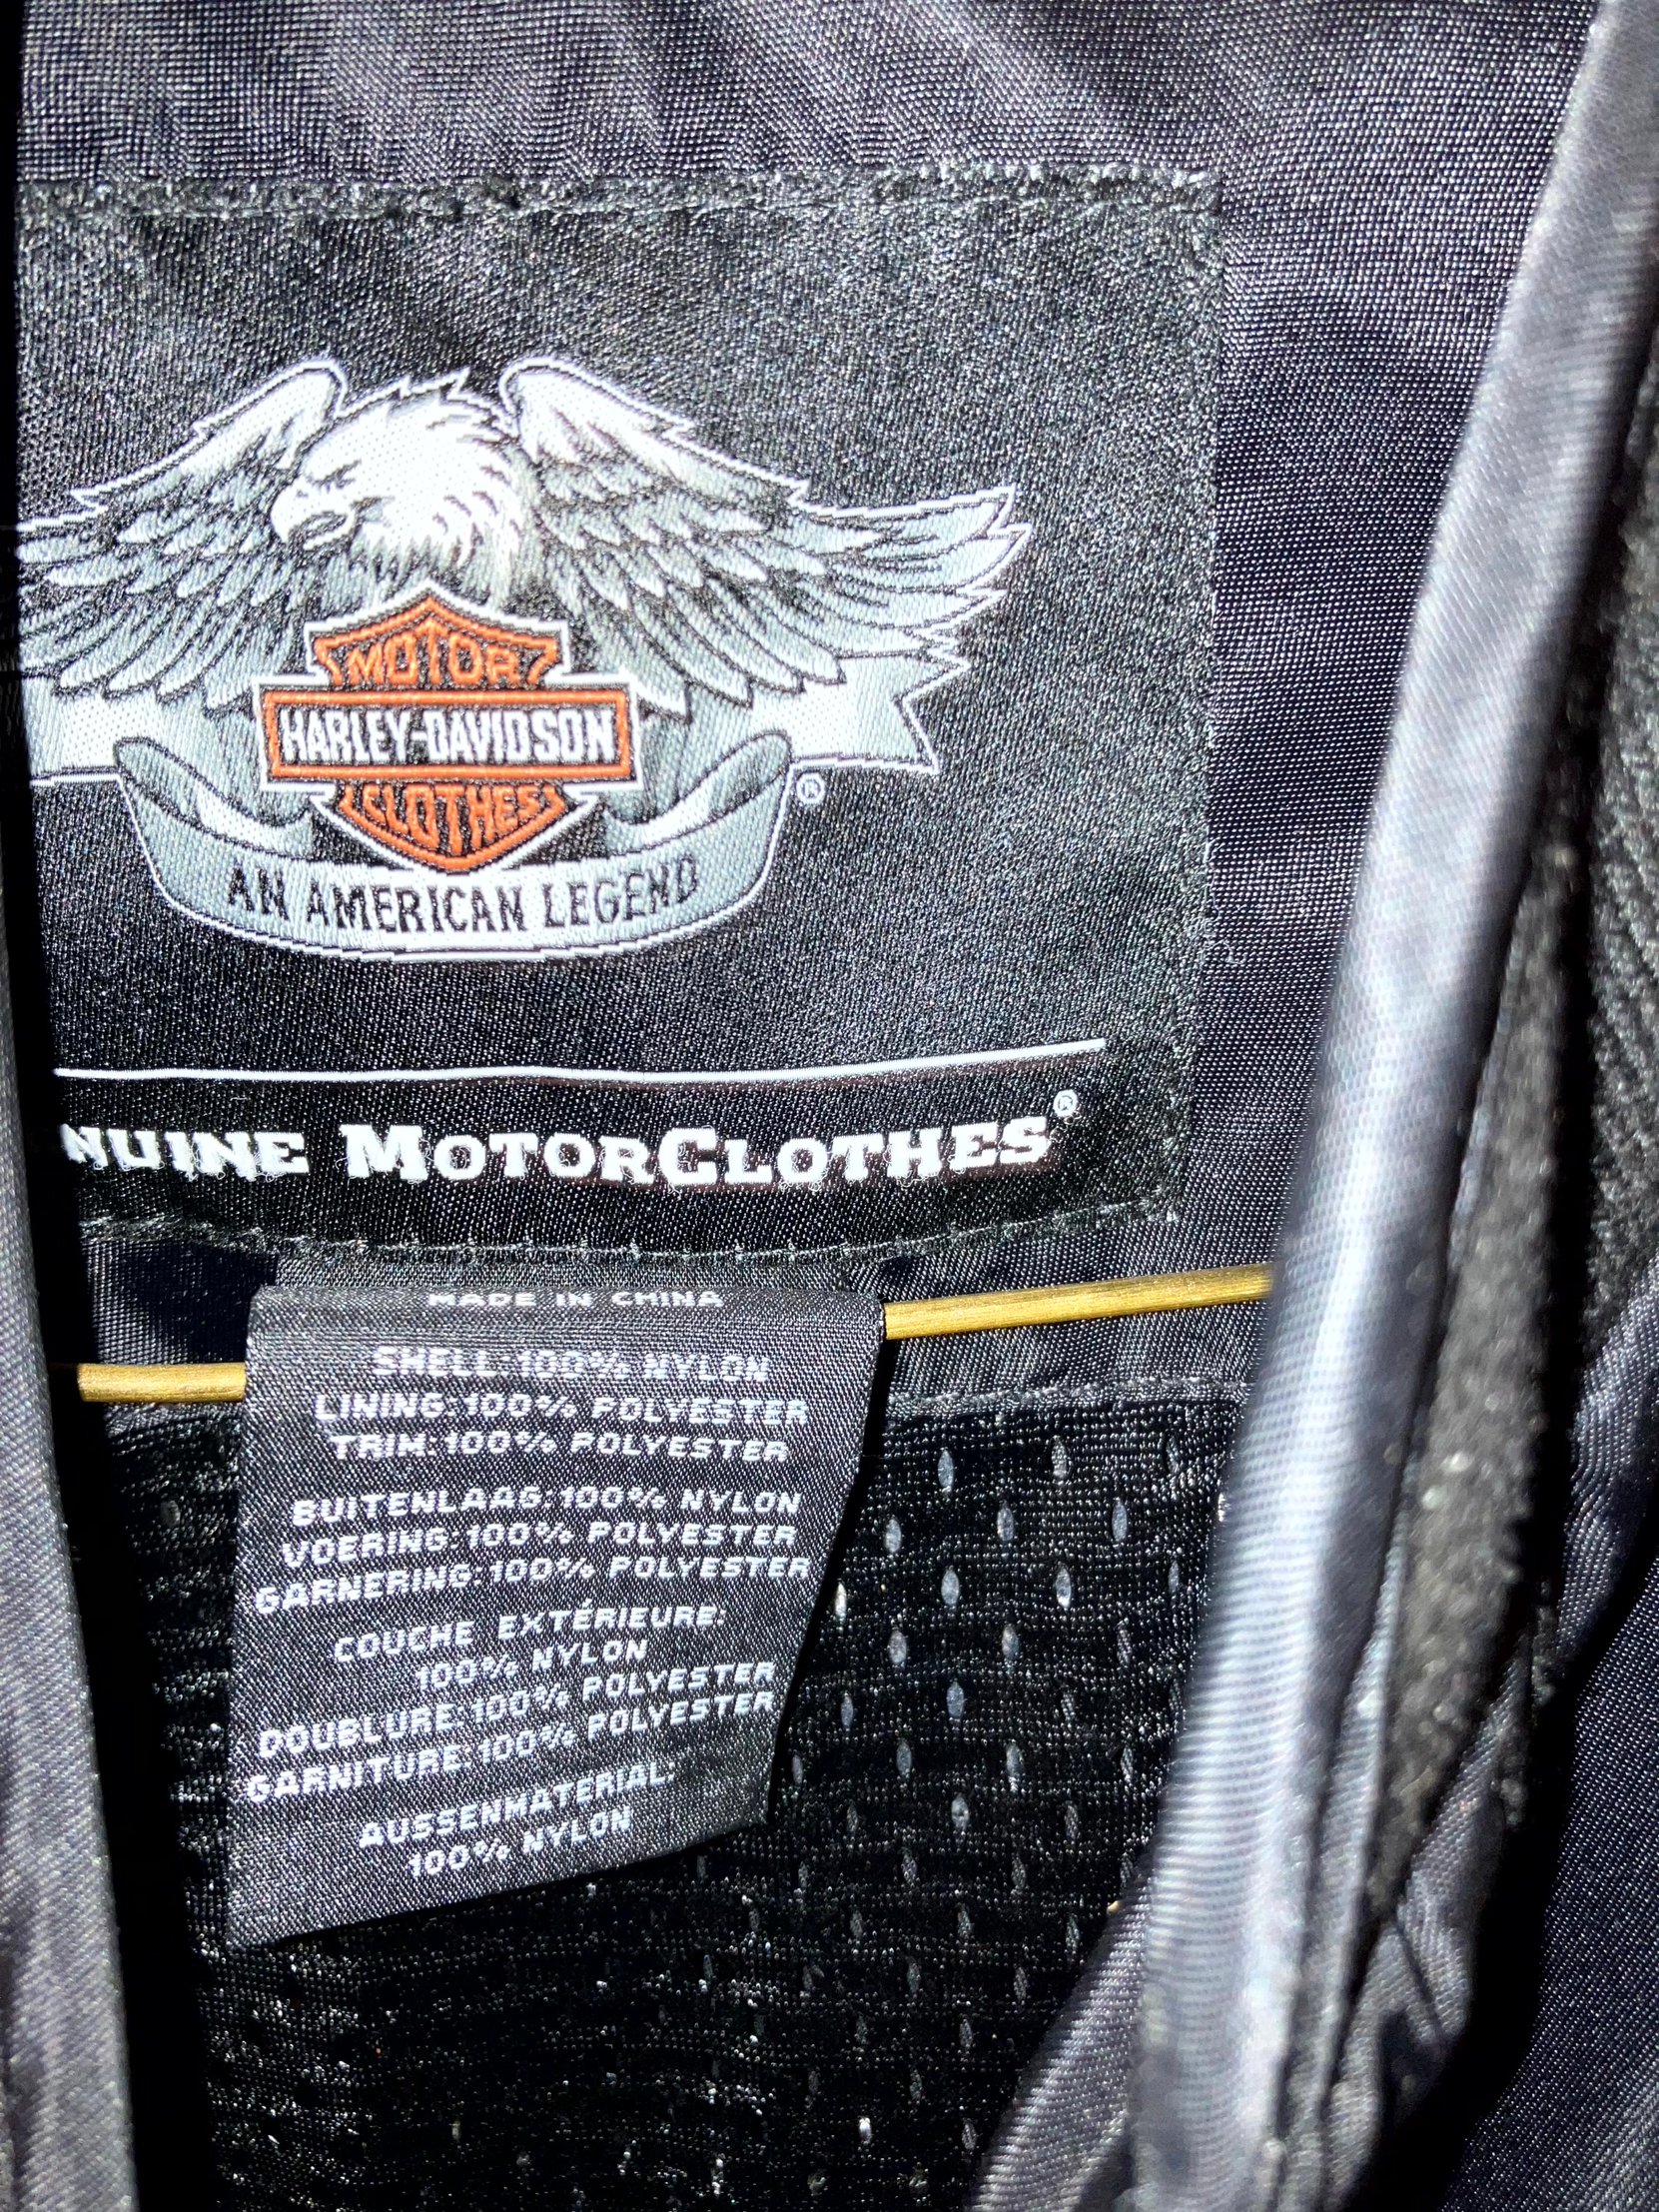 MOTOR
HARLEY-DAVIDSON
CLOTHES
®
AN AMERICAN LEGEND
NUINE MOTORCLOTHES®
MADE IN CHINA
SHELL:100% NYLON
LINING:100% POLYESTER
TRIM:100% POLYESTER
BUITENLAAG:100% NYLON
VOERING:100% POLYESTER
GARNERING:100% POLYESTER
COUCHE EXTÉRIEURE:
100% NYLON
DOUBLURE:100% POLYESTER
GARNITURE:100% POLYESTER
AUSSENMATERIAL:
100% NYLON